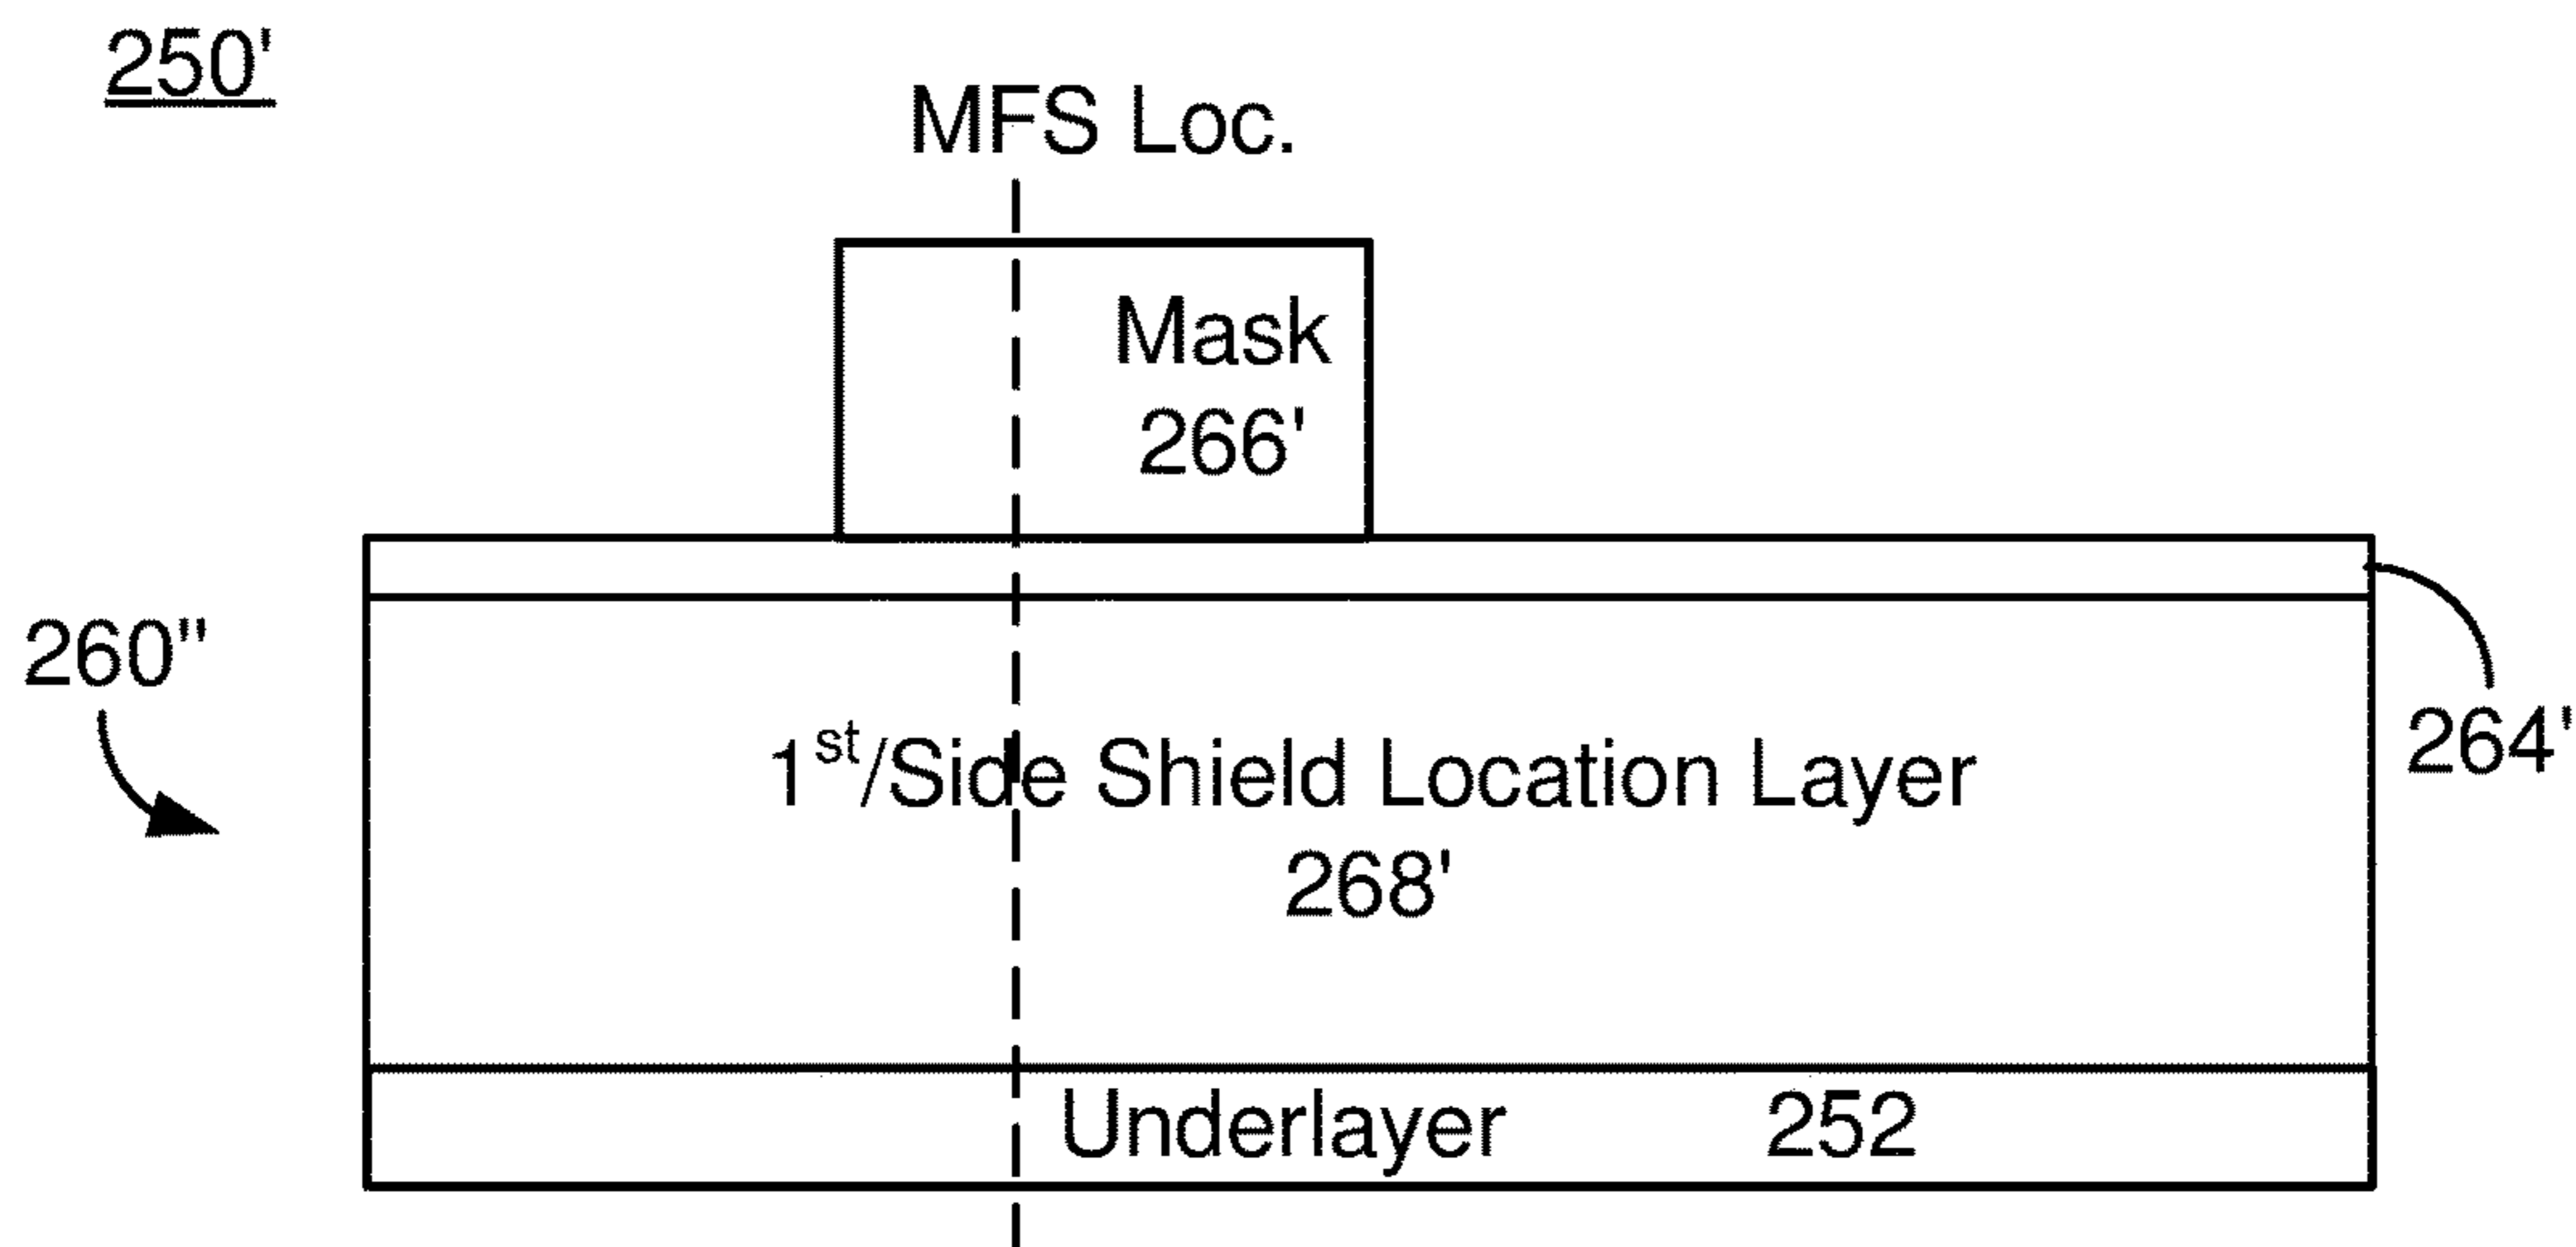 250'
MFS Loc.
Mask
266'
260"
264'
1st/Side Shield Location Layer
268'
Underlayer 252